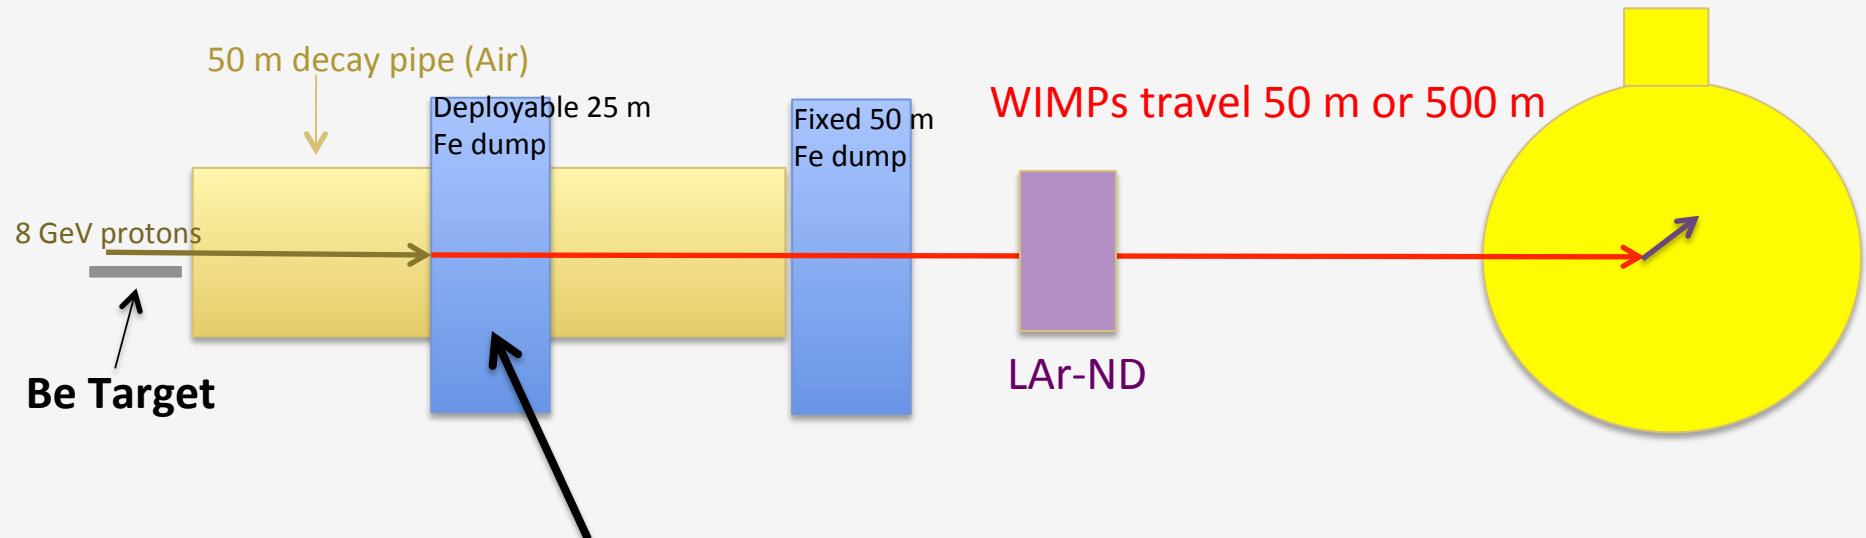 50 m decay pipe (Air)
Deployable 25 m
Fe dump
Fixed 50 m
Fe dump
WIMPs travel 50 m or 500 m
8 GeV protons
Be Target
LAr-ND